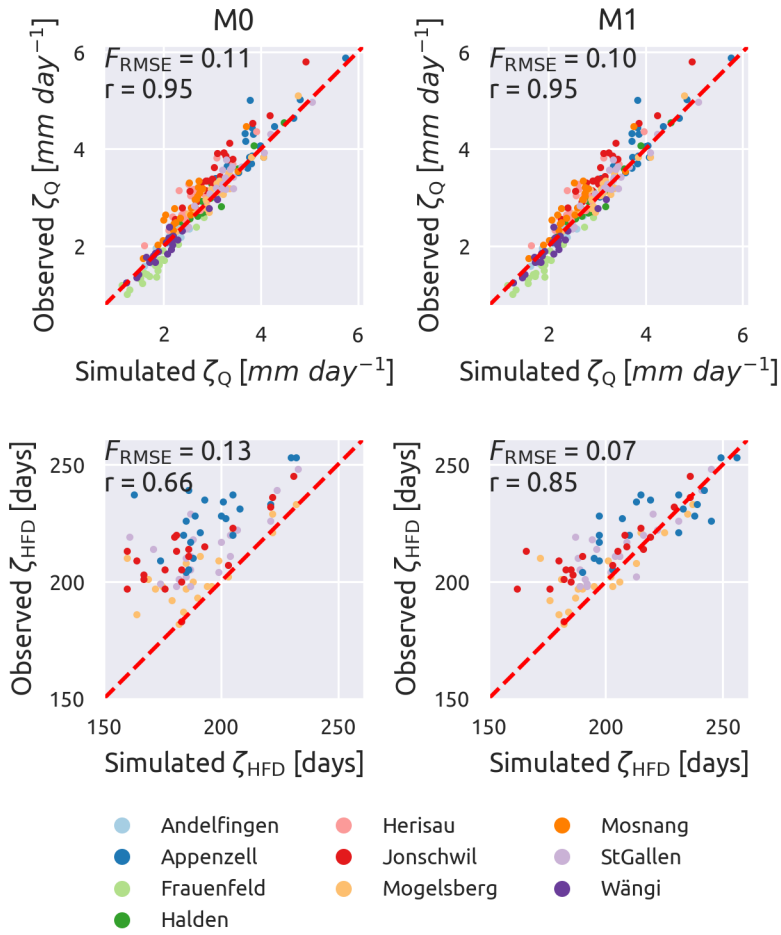 M0
M1
F_RMSE = 0.11
r = 0.95
F_RMSE = 0.10
r = 0.95
Observed ζ_Q [mm day⁻¹]
Observed ζ_Q [mm day⁻¹]
6
4
2
6
4
2
2 4 6
2 4 6
Simulated ζ_Q [mm day⁻¹]
Simulated ζ_Q [mm day⁻¹]
F_RMSE = 0.13
r = 0.66
F_RMSE = 0.07
r = 0.85
Observed ζ_HFD [days]
Observed ζ_HFD [days]
250
200
150
250
200
150
150 200 250
150 200 250
Simulated ζ_HFD [days]
Simulated ζ_HFD [days]
Andelfingen
Appenzell
Frauenfeld
Halden
Herisau
Jonschwil
Mogelsberg
Mosnang
StGallen
Wängi